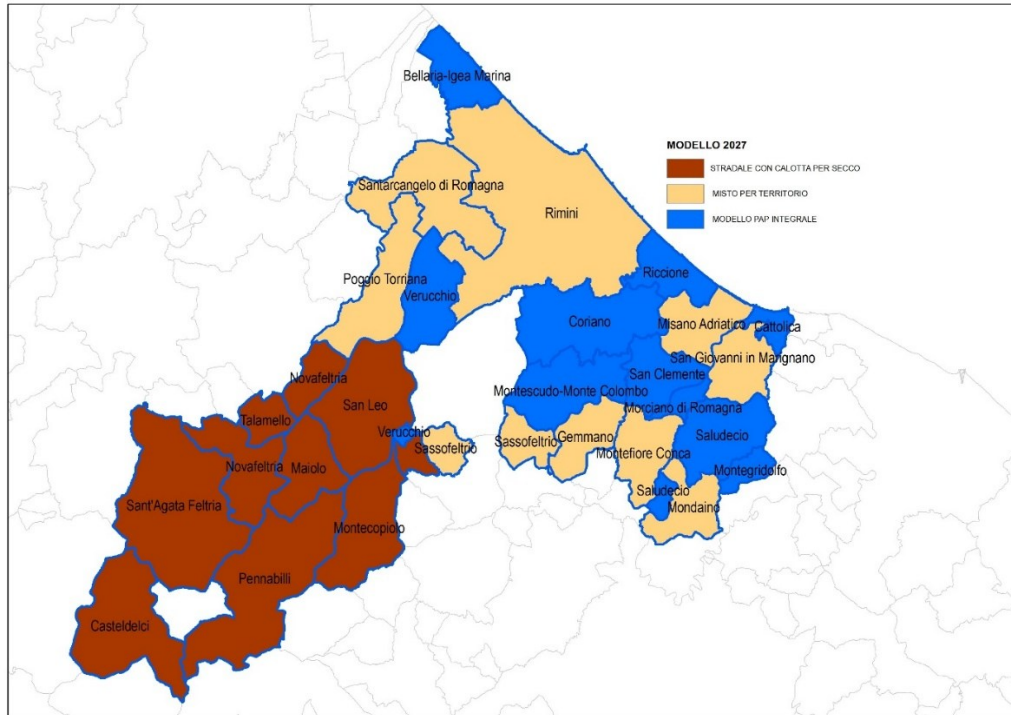 Bellaria-Igea Marina
MODELLO 2027
STRADALE CON CALOTTA PER SECCO
MISTO PER TERRITORIO
MODELLO PAP INTEGRALE
Santarcangelo di Romagna
Rimini
Poggio Torriana
Verucchio
Riccione
Coriano
Misano Adriatico
Cattolica
San Giovanni in Marignano
Novafeltria
San Clemente
Montescudo-Monte Colombo
San Leo
Morciano di Romagna
Talamello
Verucchio
Sassofeltrio
Sassofeltrio
Gemmano
Saludecio
Montefiore Conca
Novafeltria
Maiolo
Montegridolfo
Sant'Agata Feltria
Saludecio
Mondaino
Montecopiolo
Pennabilli
Casteldelci